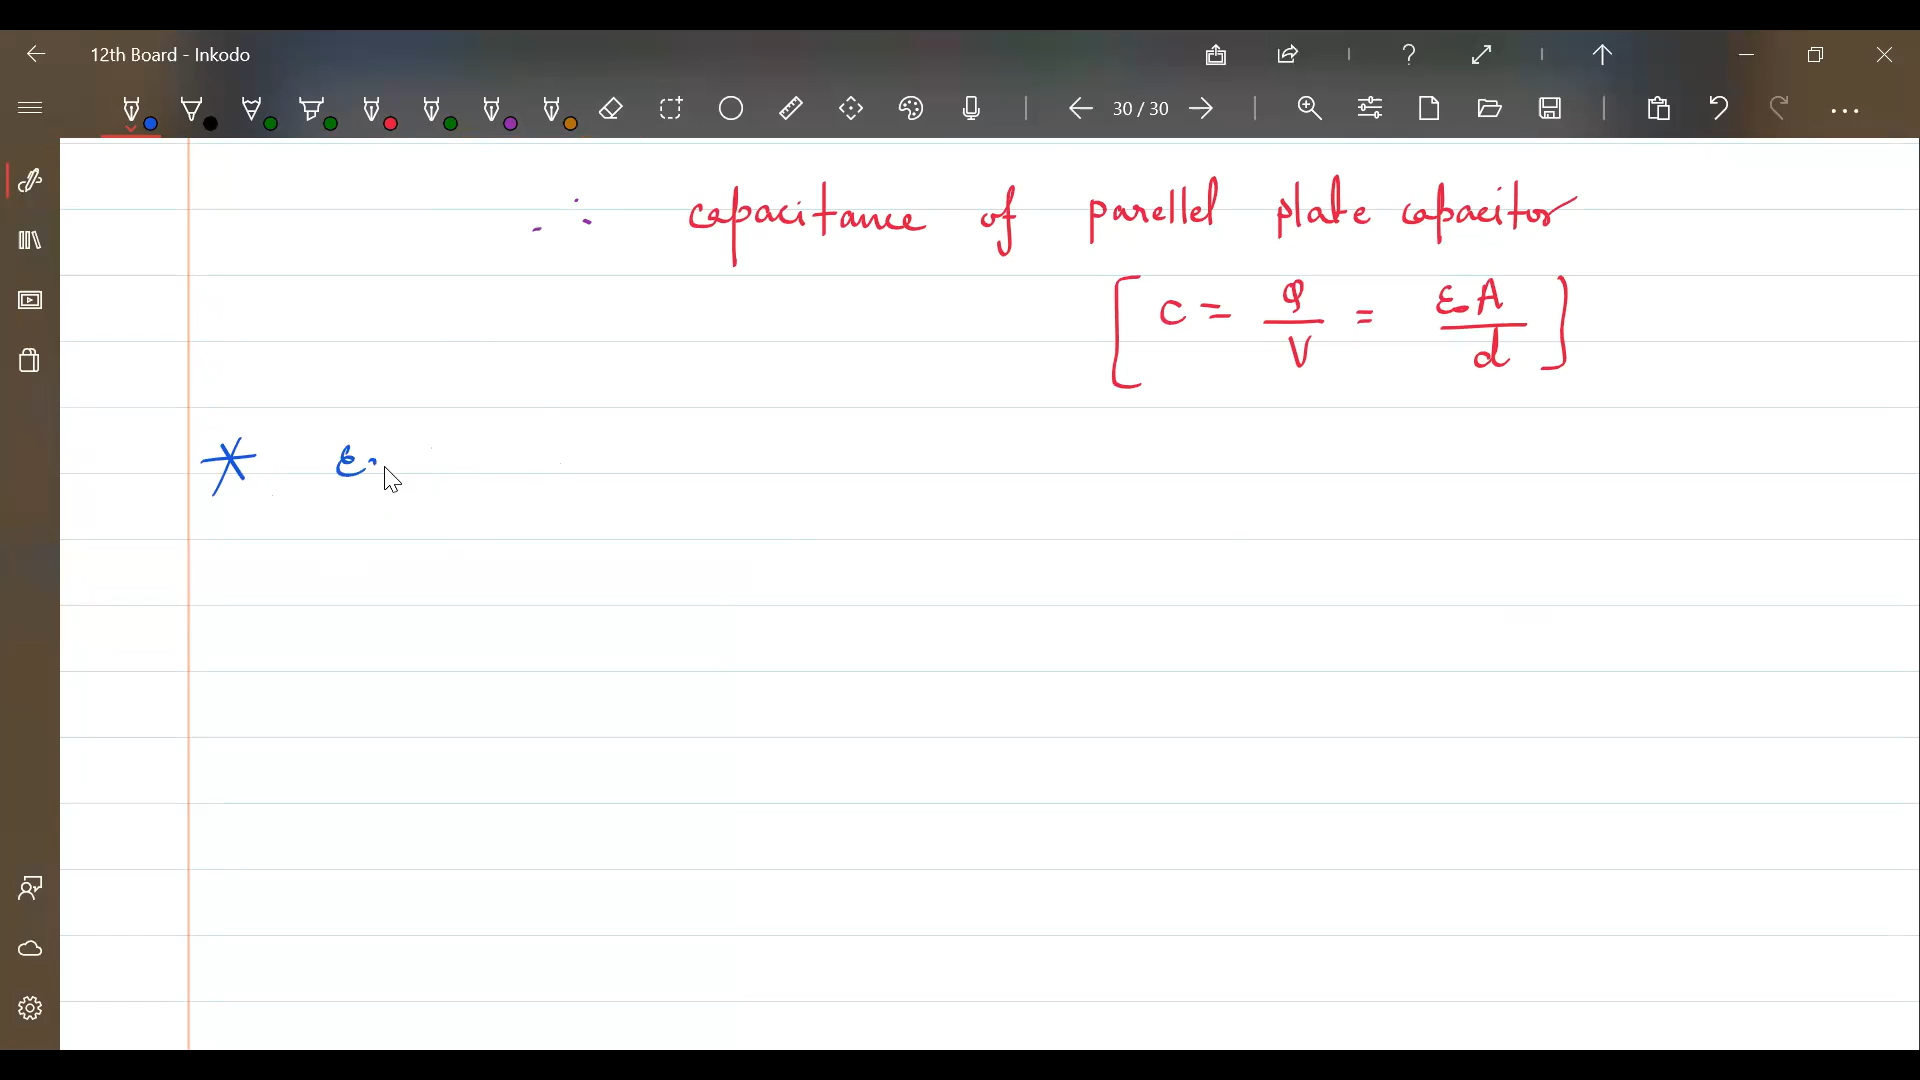 12th Board - Inkodo
30 / 30
∴ capacitance of parellel plate capacitor
[ C = Q/V = ε₀A/d ]
* ε